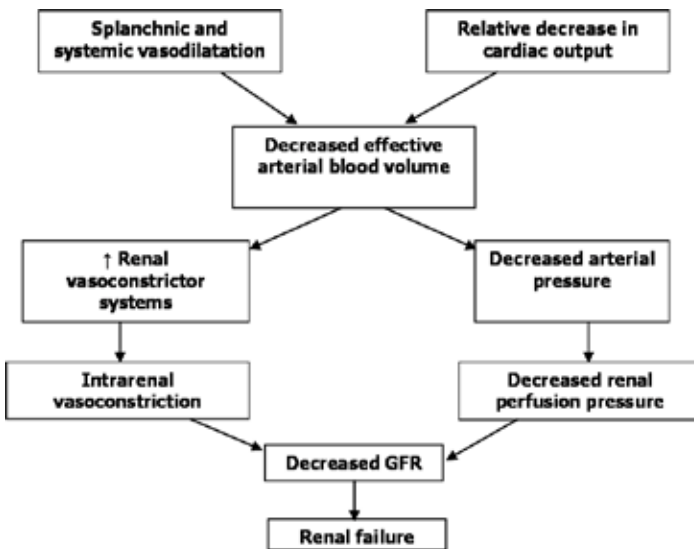 Splanchnic and
systemic vasodilatation
Relative decrease in
cardiac output
Decreased effective
arterial blood volume
↑ Renal
vasoconstrictor
systems
Decreased arterial
pressure
Intrarenal
vasoconstriction
Decreased renal
perfusion pressure
Decreased GFR
Renal failure